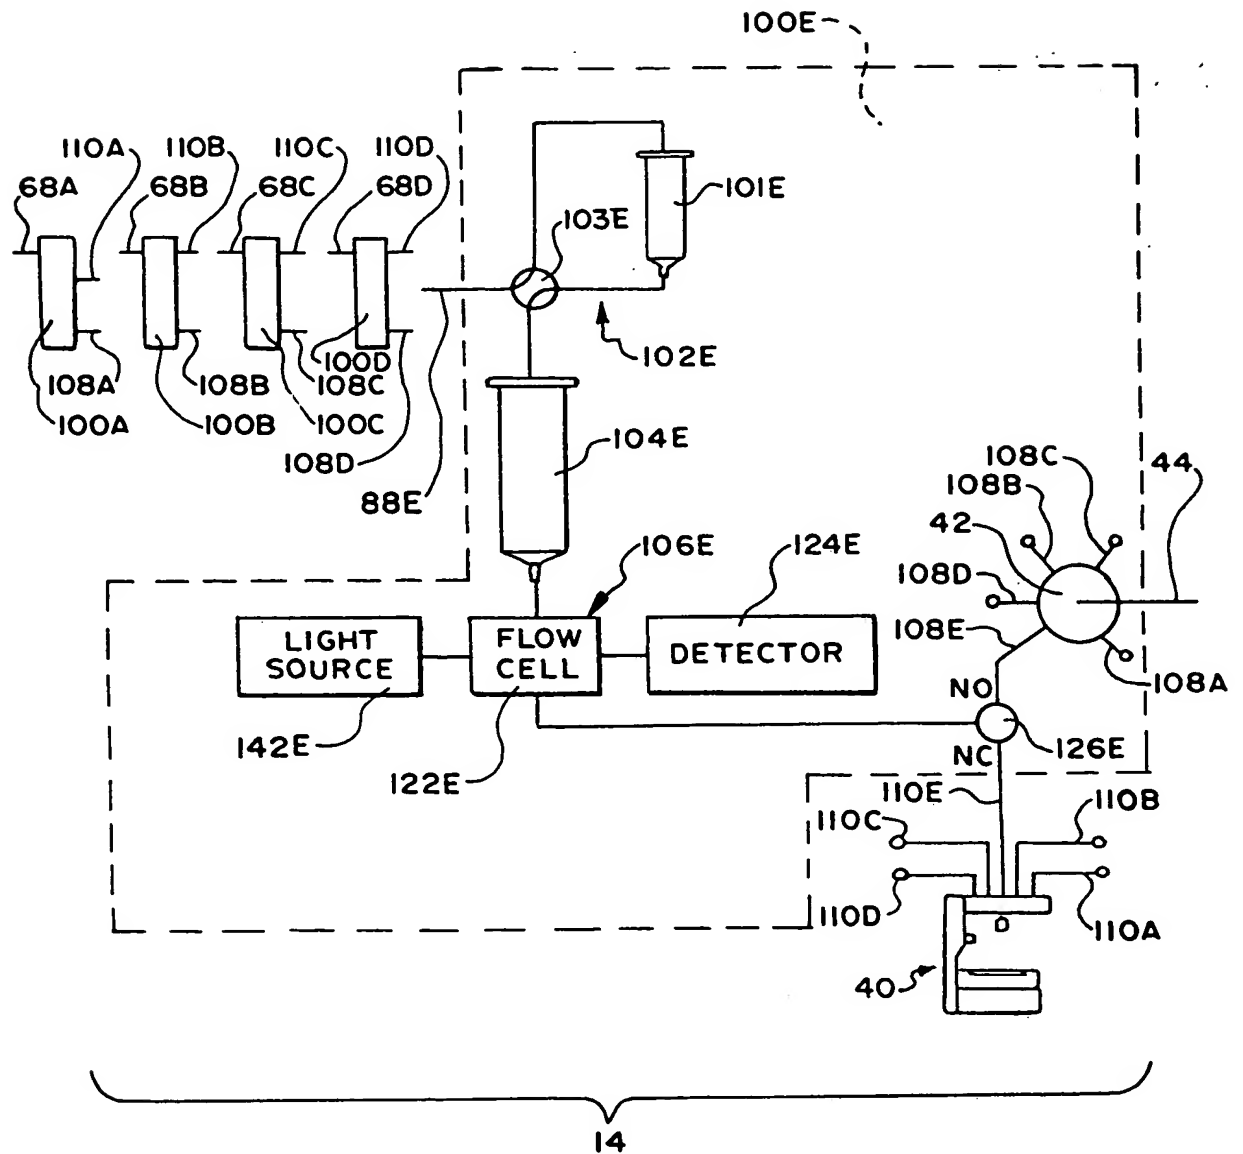 100E
110A 110B 110C 110D
68A 68B 68C 68D
101E
103E
102E
100D
108A 108B 108C
100A 100B 100C
108D
88E
104E
108C
44
108B
42
106E 124E
108D
108E
LIGHT SOURCE
FLOW CELL
DETECTOR
108A
NO
142E
126E
NC
122E
110E
110B
110C
110D
110A
40
14